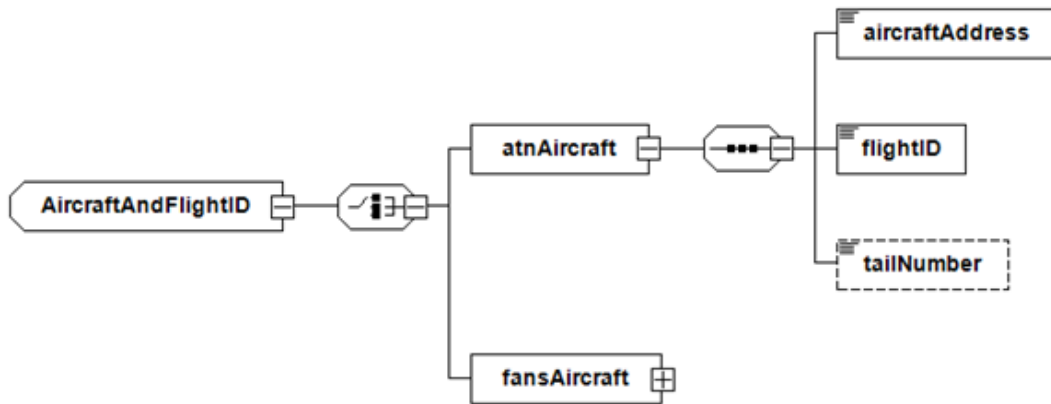 aircraftAddress
atnAircraft
flightID
AircraftAndFlightID
tailNumber
fansAircraft